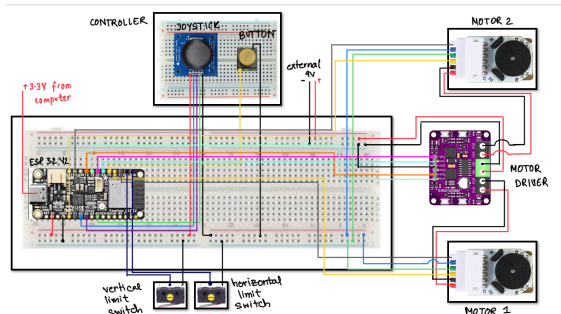 CONTROLLER
JOYSTICK
BUTTON
MOTOR 2
external
9V
- +
+3.3V from
computer
ESP 32 V2
MOTOR
DRIVER
vertical
limit
switch
horizontal
limit
switch
MOTOR 1